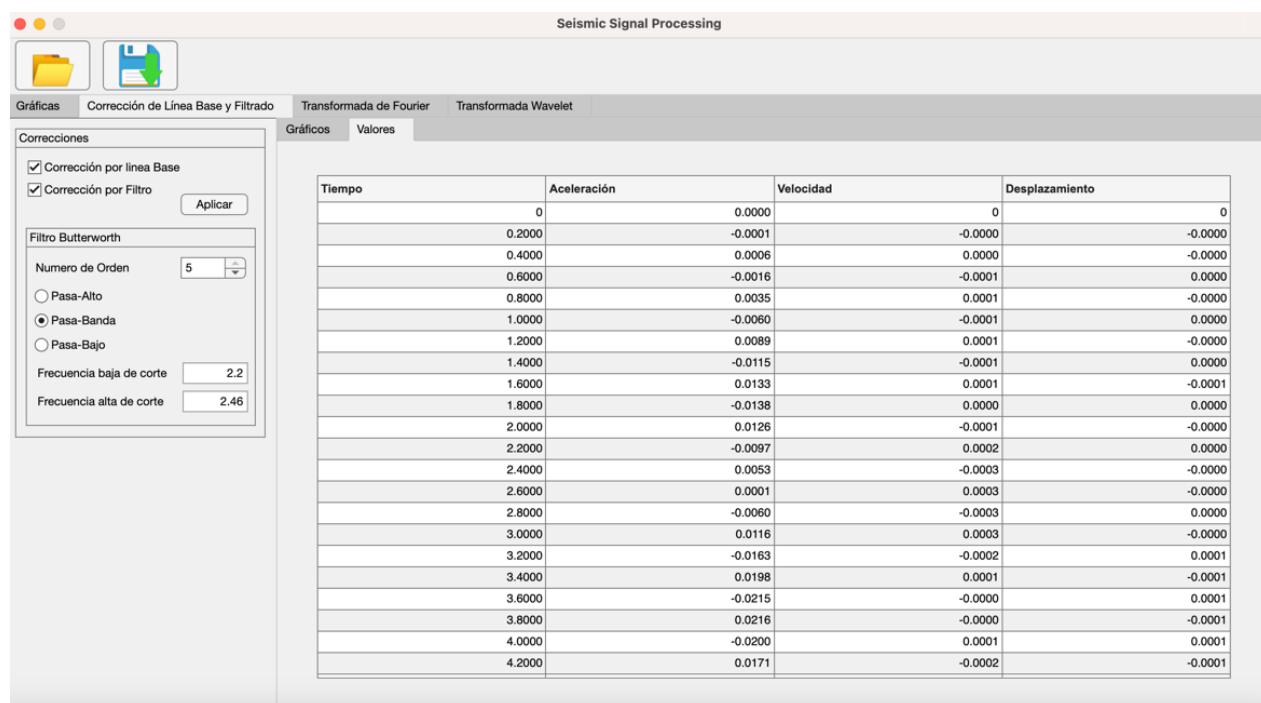 Seismic Signal Processing
Gráficas Corrección de Línea Base y Filtrado Transformada de Fourier Transformada Wavelet
Correcciones
Corrección por linea Base
Corrección por Filtro
Aplicar
Filtro Butterworth
Numero de Orden 5
Pasa-Alto
Pasa-Banda
Pasa-Bajo
Frecuencia baja de corte 2.2
Frecuencia alta de corte 2.46
Gráficos Valores
Tiempo Aceleración Velocidad Desplazamiento
0 0.0000 0 0
0.2000 -0.0001 -0.0000 -0.0000
0.4000 0.0006 0.0000 -0.0000
0.6000 -0.0016 -0.0001 0.0000
0.8000 0.0035 0.0001 -0.0000
1.0000 -0.0060 -0.0001 0.0000
1.2000 0.0089 0.0001 -0.0000
1.4000 -0.0115 -0.0001 0.0000
1.6000 0.0133 0.0001 -0.0001
1.8000 -0.0138 0.0000 0.0000
2.0000 0.0126 -0.0001 -0.0000
2.2000 -0.0097 0.0002 0.0000
2.4000 0.0053 -0.0003 -0.0000
2.6000 0.0001 0.0003 -0.0000
2.8000 -0.0060 -0.0003 0.0000
3.0000 0.0116 0.0003 -0.0000
3.2000 -0.0163 -0.0002 0.0001
3.4000 0.0198 0.0001 -0.0001
3.6000 -0.0215 -0.0000 0.0001
3.8000 0.0216 -0.0000 -0.0001
4.0000 -0.0200 0.0001 0.0001
4.2000 0.0171 -0.0002 -0.0001